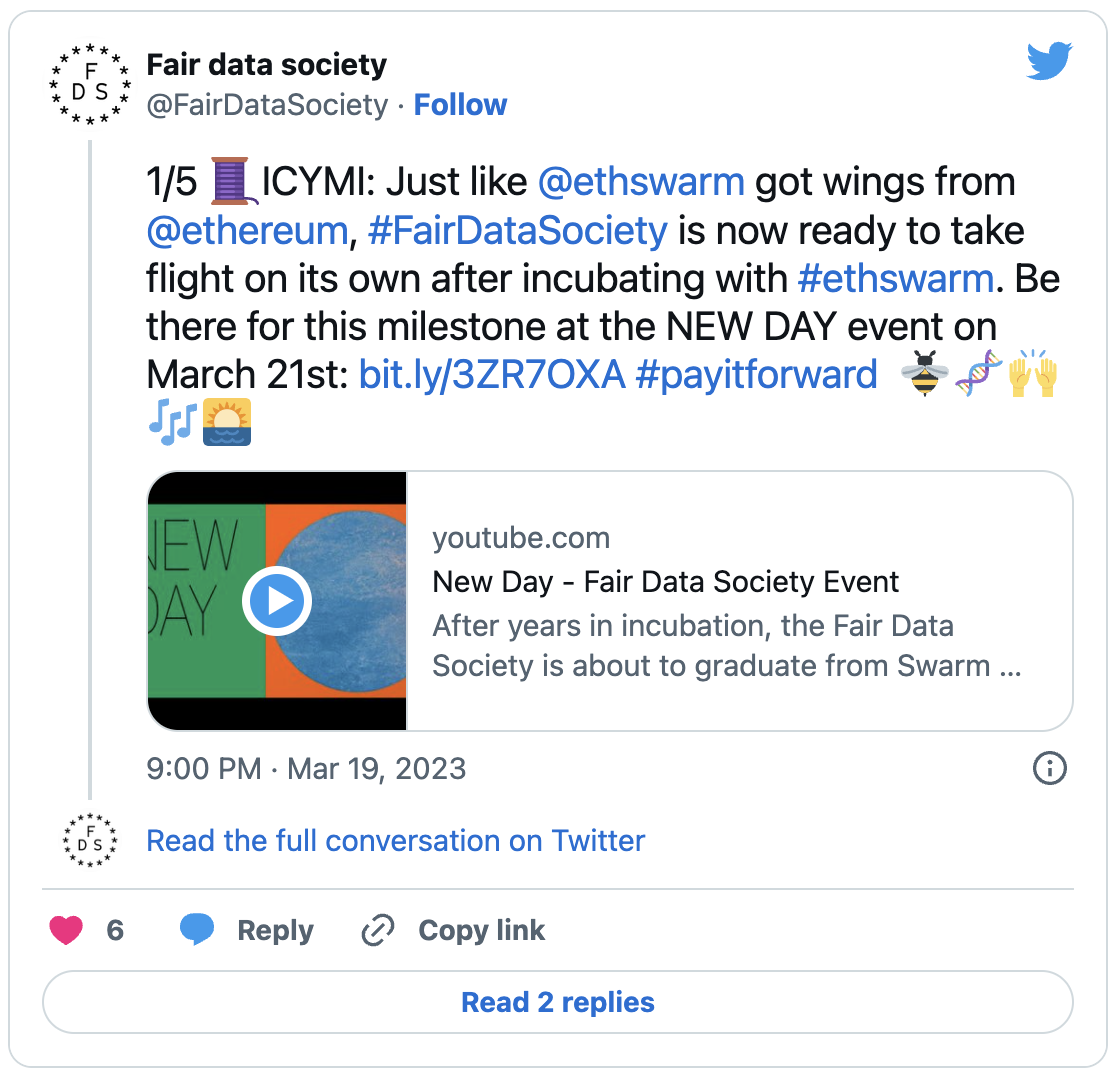 F
D S
Fair data society
@FairDataSociety · Follow
1/5 🧵 ICYMI: Just like @ethswarm got wings from
@ethereum, #FairDataSociety is now ready to take
flight on its own after incubating with #ethswarm. Be
there for this milestone at the NEW DAY event on
March 21st: bit.ly/3ZR7OXA #payitforward 🐝🧬🙌
🎶🌅
NEW
DAY
youtube.com
New Day - Fair Data Society Event
After years in incubation, the Fair Data
Society is about to graduate from Swarm ...
9:00 PM · Mar 19, 2023
F
D S
Read the full conversation on Twitter
6 Reply Copy link
Read 2 replies